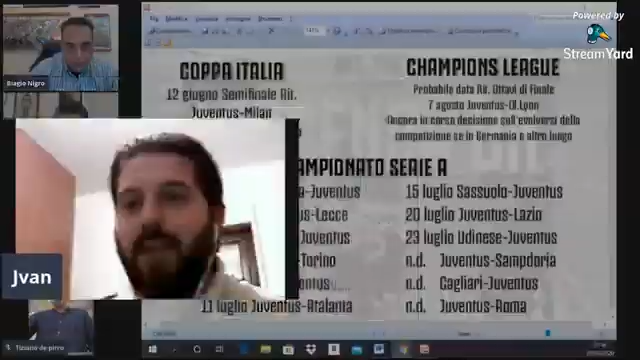 Powered by
StreamYard
Biagio Nigro
COPPA ITALIA
12 giugno Semifinale Rit.
Juventus-Milan
CHAMPIONS LEAGUE
Probabile data Rit. Ottavi di Finale
7 agosto Juventus-Ol.Lyon
Ancora in corso decisione sull'evolversi della
competizione se in Germania o altro luogo
AMPIONATO SERIE A
a-Juventus
us-Lecce
Juventus
-Torino
ntus
11 luglio Juventus-Atalanta
15 luglio Sassuolo-Juventus
20 luglio Juventus-Lazio
23 luglio Udinese-Juventus
n.d. Juventus-Sampdoria
n.d. Cagliari-Juventus
n.d. Juventus-Roma
Jvan
Tiziano de pirro